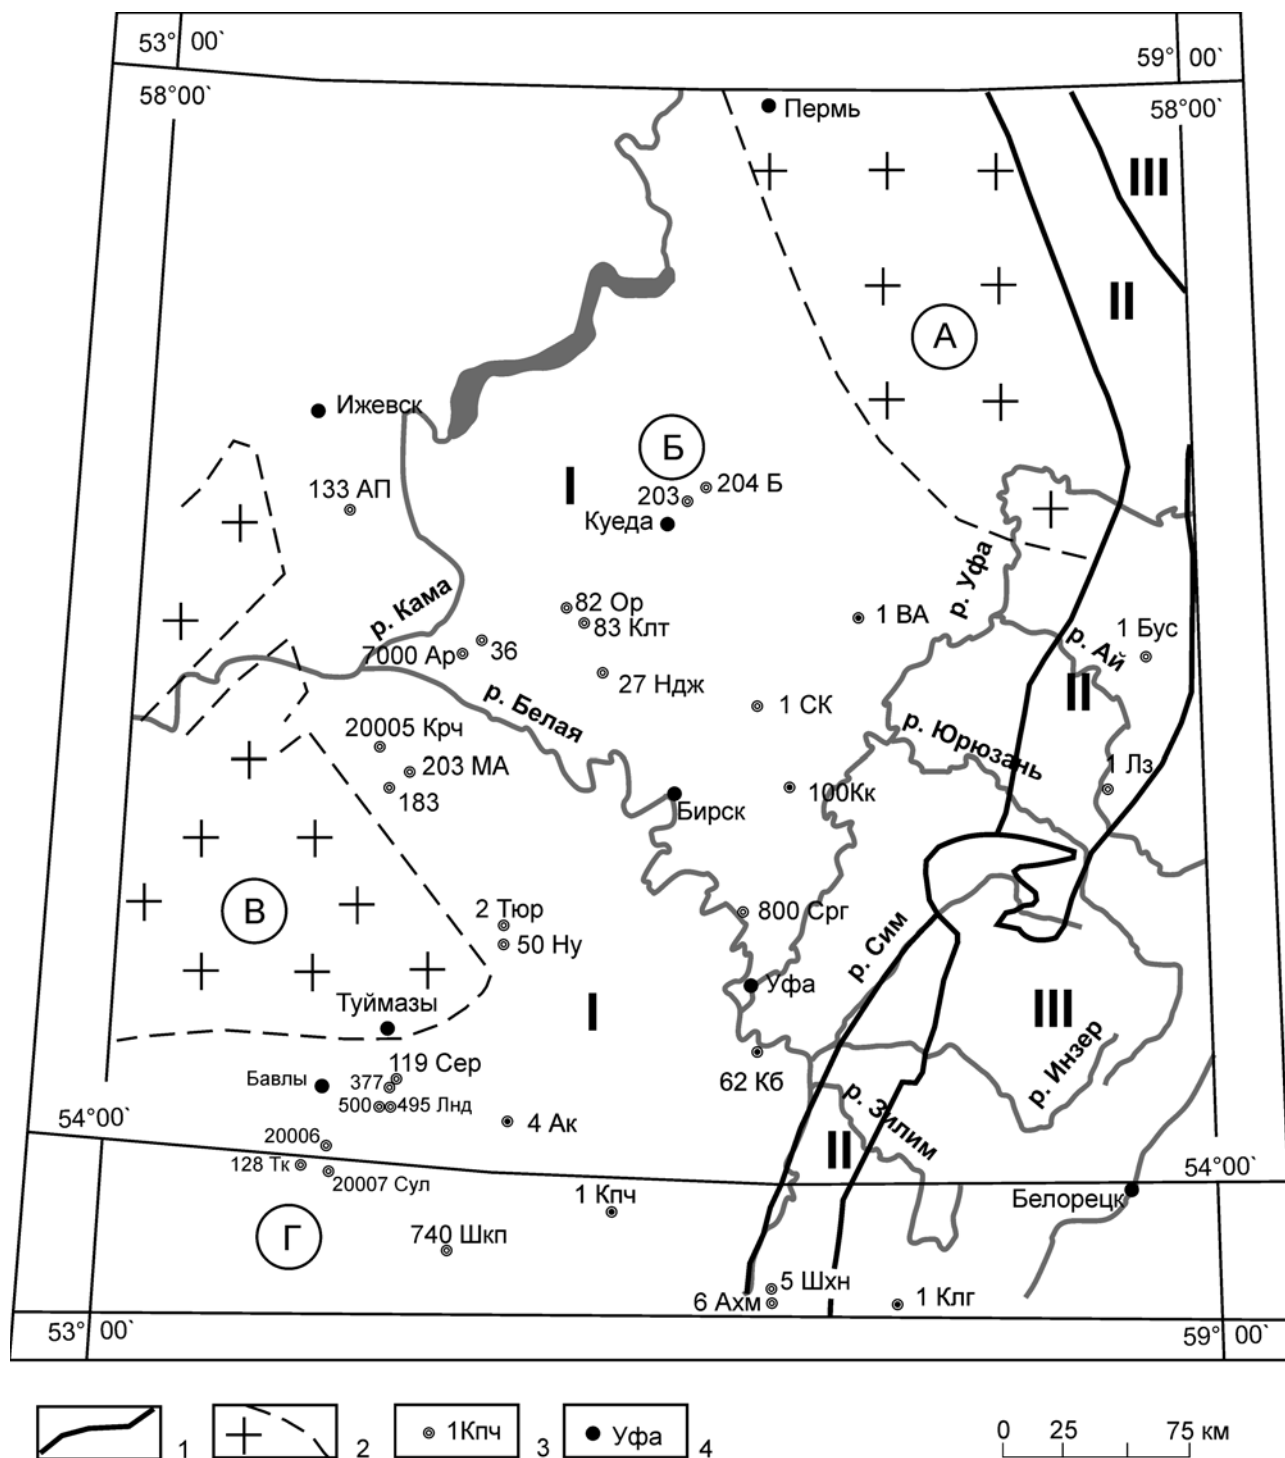 53° 00`
59° 00`
58°00`
58°00`
Пермь
III
II
А
Ижевск
Б
I
133 АП
204 Б
203
Куеда
р. Уфа
р. Кама
82 Ор
83 Клт
1 ВА
р. Ай
1 Бус
7000 Ар
36
27 Ндж
II
р. Белая
1 СК
р. Юрюзань
20005 Крч
203 МА
183
1 Лз
100Кк
Бирск
В
2 Тюр
50 Ну
800 Срг
р. Сим
Уфа
Туймазы
I
III
р. Инзер
119 Сер
Бавлы
377
62 Кб
500
495 Лнд
р. Зилим
54°00`
4 Ак
20006
II
128 Тк
20007 Сул
54°00`
1 Кпч
Белорецк
Г
740 Шкп
5 Шхн
6 Ахм
1 Клг
53° 00`
59° 00`
1
2
1Кпч
3
Уфа
4
0 25 75 км